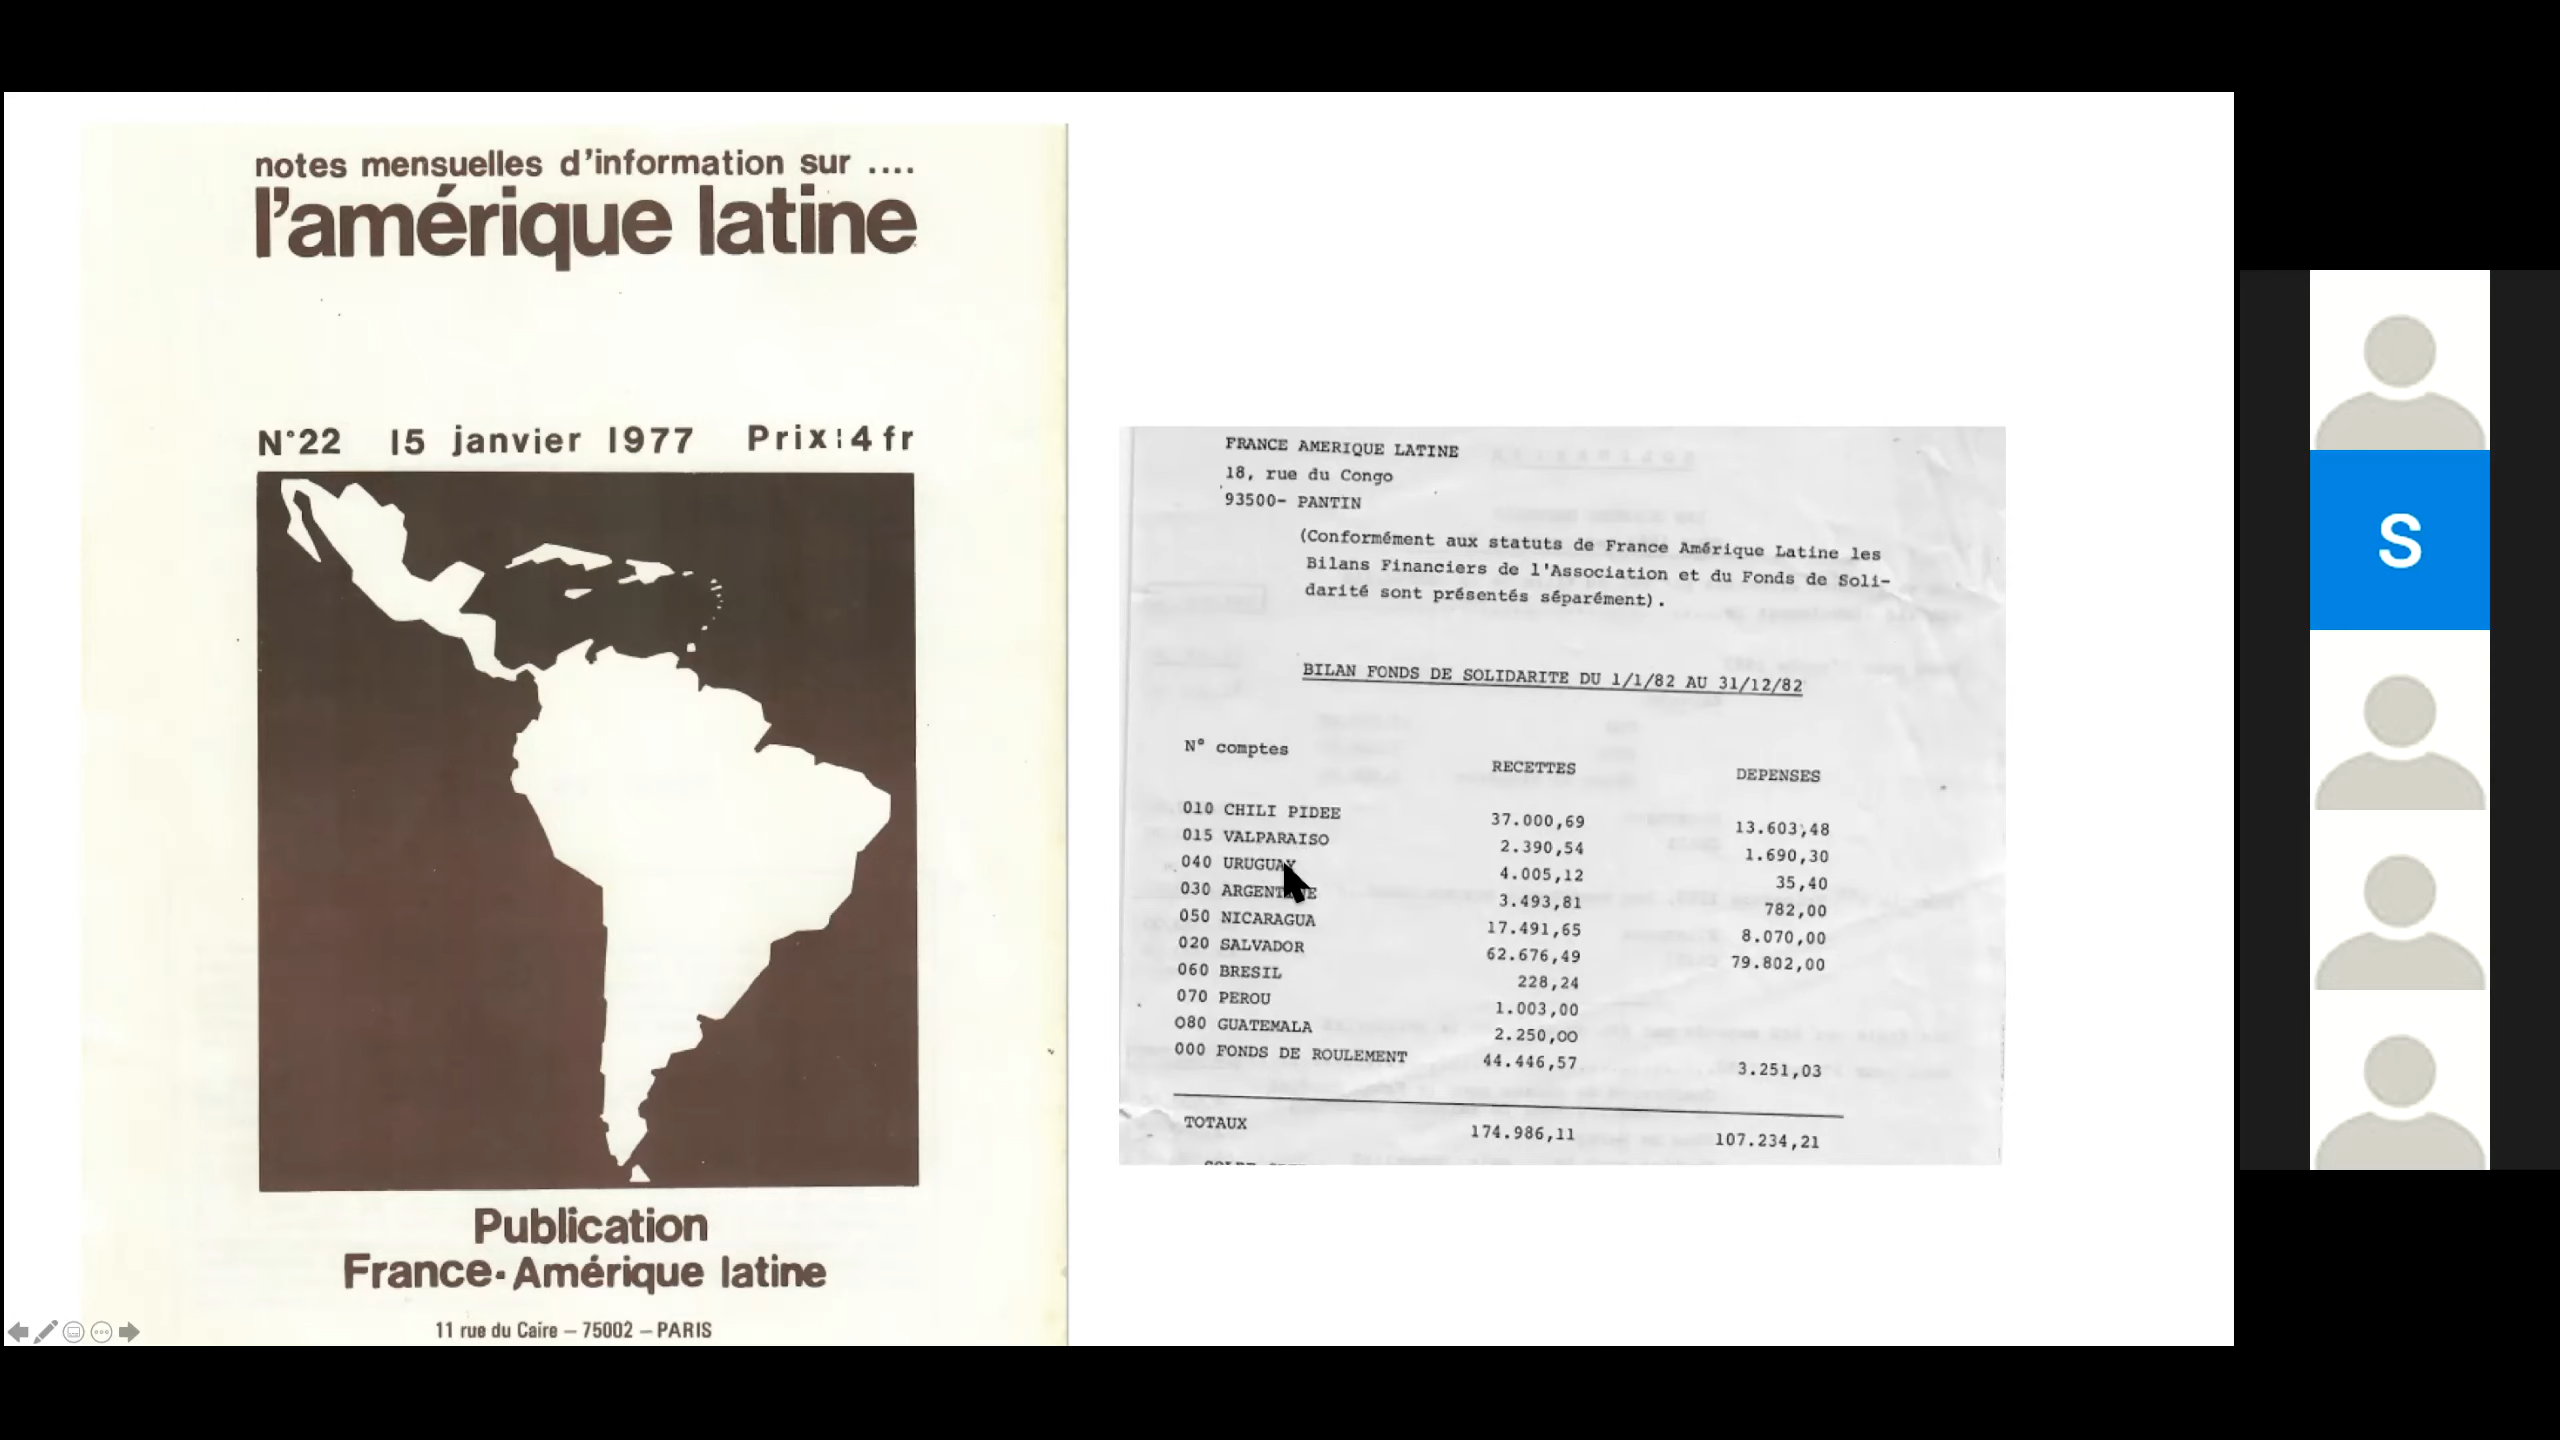 notes mensuelles d'information sur ....
l'amérique latine
N°22 15 janvier 1977 Prix:4 fr
Publication
France-Amérique latine
11 rue du Caire – 75002 – PARIS
FRANCE AMERIQUE LATINE
18, rue du Congo
93500- PANTIN
(Conformément aux statuts de France Amérique Latine les
Bilans Financiers de l'Association et du Fonds de Soli-
darité sont présentés séparément).
BILAN FONDS DE SOLIDARITE DU 1/1/82 AU 31/12/82
N° comptes RECETTES DEPENSES
010 CHILI PIDEE 37.000,69 13.603,48
015 VALPARAISO 2.390,54 1.690,30
040 URUGUAY 4.005,12 35,40
030 ARGENTINE 3.493,81 782,00
050 NICARAGUA 17.491,65 8.070,00
020 SALVADOR 62.676,49 79.802,00
060 BRESIL 228,24
070 PEROU 1.003,00
080 GUATEMALA 2.250,00
000 FONDS DE ROULEMENT 44.446,57 3.251,03
TOTAUX 174.986,11 107.234,21
S